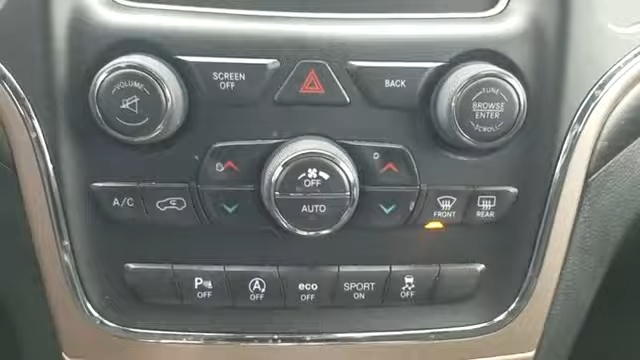 VOLUME
SCREEN
OFF
BACK
TUNE
BROWSE
ENTER
SCROLL
OFF
AUTO
A/C
FRONT
REAR
P OFF
A OFF
eco
OFF
SPORT
ON
OFF